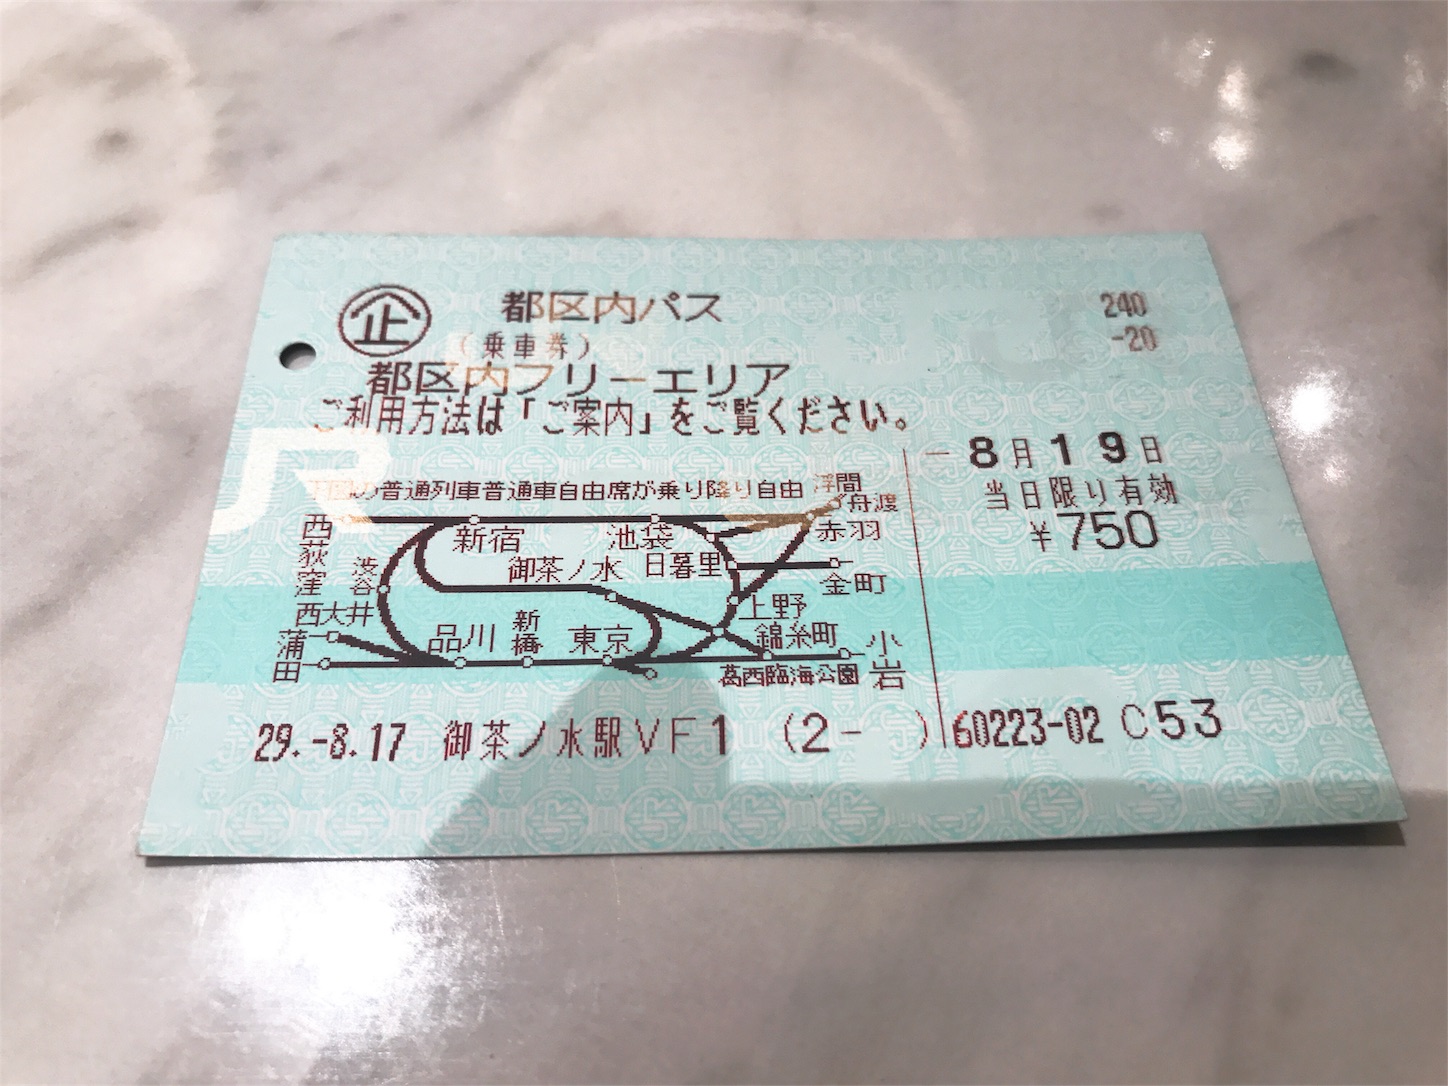 企 都区内パス 240
(乗車券) -20
都区内フリーエリア
ご利用方法は「ご案内」をご覧ください。
JR
-8月19日
の普通列車普通車自由席が乗り降り自由
当日限り有効
¥750
浮間舟渡
西荻窪
新宿
池袋
赤羽
渋谷
御茶ノ水
日暮里
金町
西大井
上野
蒲田
品川
新橋
東京
錦糸町
小岩
葛西臨海公園
29.-8.17 御茶ノ水駅VF1 (2- ) 60223-02 C53